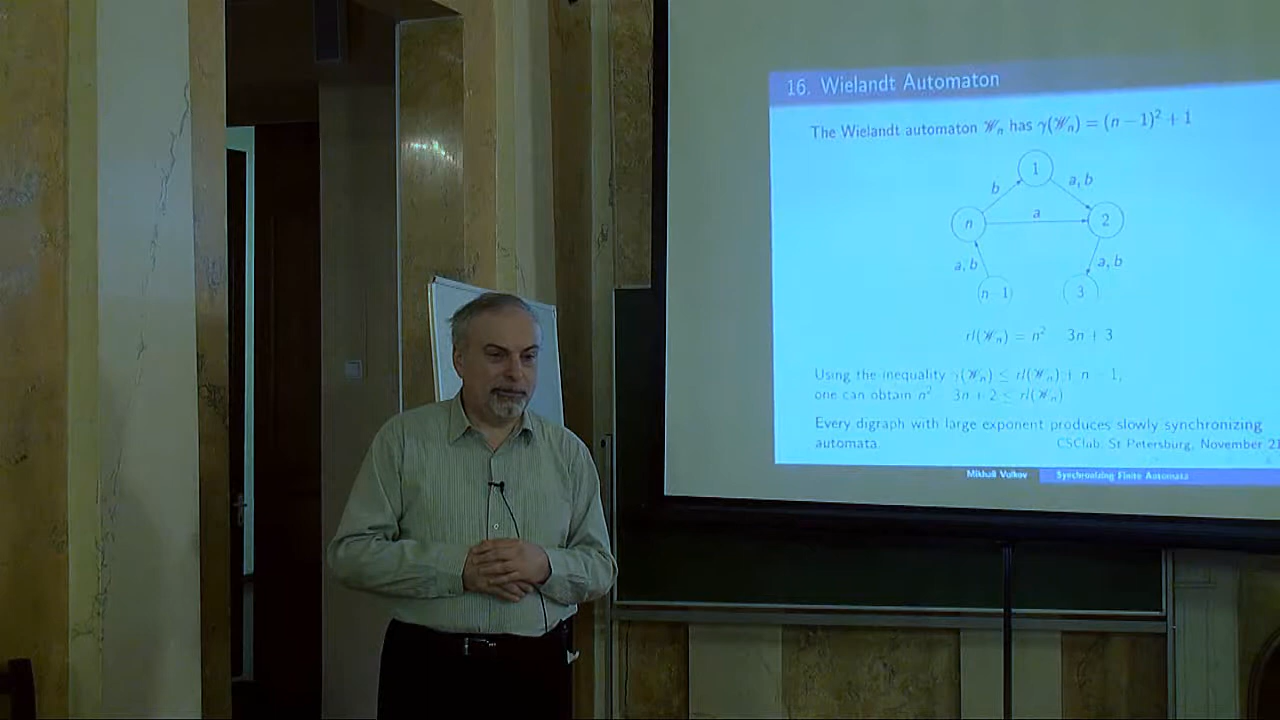 16. Wielandt Automaton
The Wielandt automaton 𝒲ₙ has γ(𝒲ₙ) = (n − 1)² + 1
1
b
a, b
n
a
2
a, b
a, b
n−1
3
rl(𝒲ₙ) = n² 3n + 3
Using the inequality γ(𝒲ₙ) ≤ rl(𝒲ₙ) + n − 1,
one can obtain n² 3n + 2 ≤ rl(𝒲ₙ)
Every digraph with large exponent produces slowly synchronizing
automata.
CSClub, St Petersburg, November 21
Mikhail Volkov
Synchronizing Finite Automata